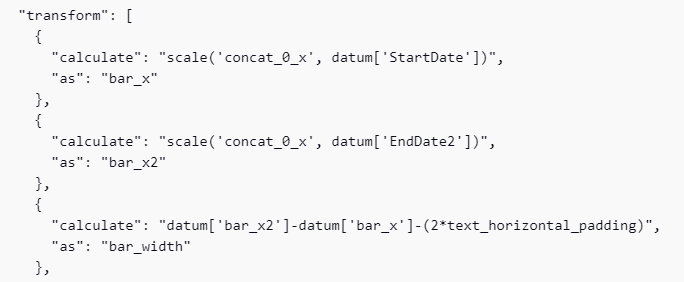 "transform": [
{
"calculate": "scale('concat_0_x', datum['StartDate'])",
"as": "bar_x"
},
{
"calculate": "scale('concat_0_x', datum['EndDate2'])",
"as": "bar_x2"
},
{
"calculate": "datum['bar_x2']-datum['bar_x']-(2*text_horizontal_padding)",
"as": "bar_width"
},